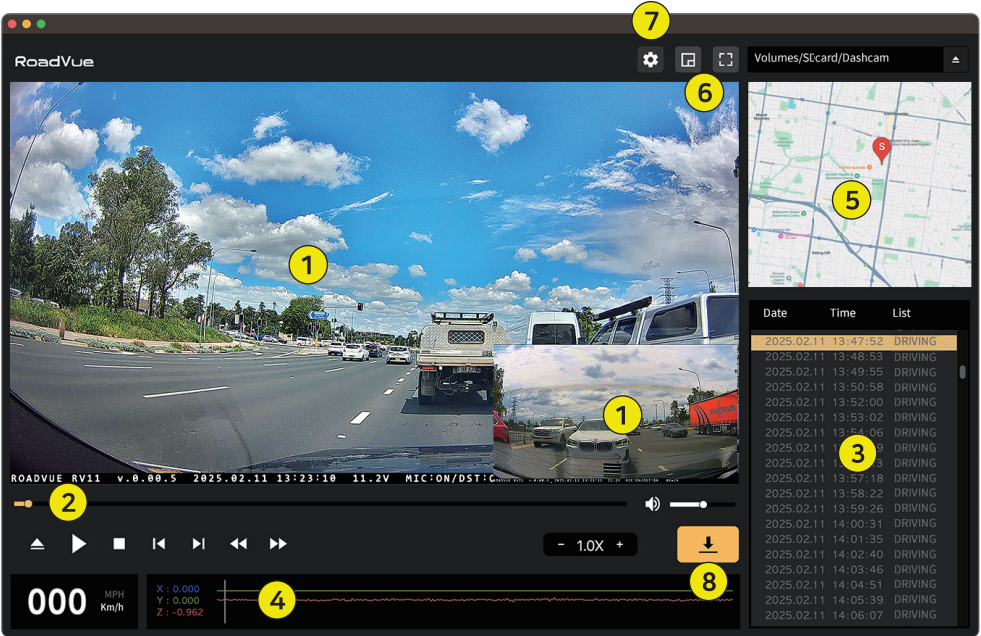 7
RoadVue
Volumes/SDcard/Dashcam
6
S
5
1
Date Time List
2025.02.11 13:47:52 DRIVING
2025.02.11 13:48:53 DRIVING
2025.02.11 13:49:55 DRIVING
2025.02.11 13:50:58 DRIVING
2025.02.11 13:52:00 DRIVING
2025.02.11 13:53:02 DRIVING
2025.02.11 13:54:06 DRIVING
2025.02.11 9 DRIVING
2025.02.11 3 DRIVING
3
2025.02.11 13:57:18 DRIVING
2025.02.11 13:58:22 DRIVING
2025.02.11 13:59:26 DRIVING
2025.02.11 14:00:31 DRIVING
2025.02.11 14:01:35 DRIVING
2025.02.11 14:02:40 DRIVING
2025.02.11 14:03:46 DRIVING
2025.02.11 14:04:51 DRIVING
2025.02.11 14:05:39 DRIVING
2025.02.11 14:06:07 DRIVING
1
ROADVUE RV11 v.0.00.5 2025.02.11 13:23:10 11.2V MIC:ON/DST:
2
- 1.0X +
8
000 MPH
Km/h
X : 0.000
Y : 0.000
Z : -0.962
4